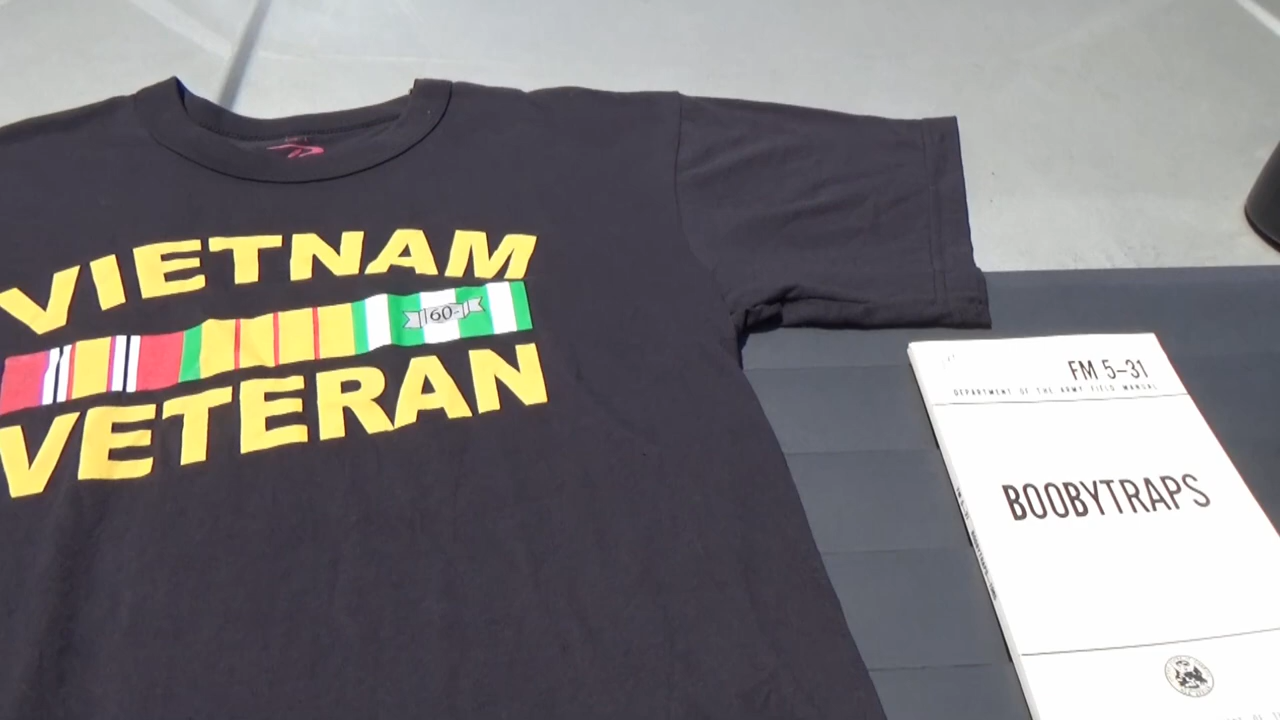 VIETNAM
60-
VETERAN
FM 5-31
DEPARTMENT OF THE ARMY FIELD MANUAL
BOOBYTRAPS